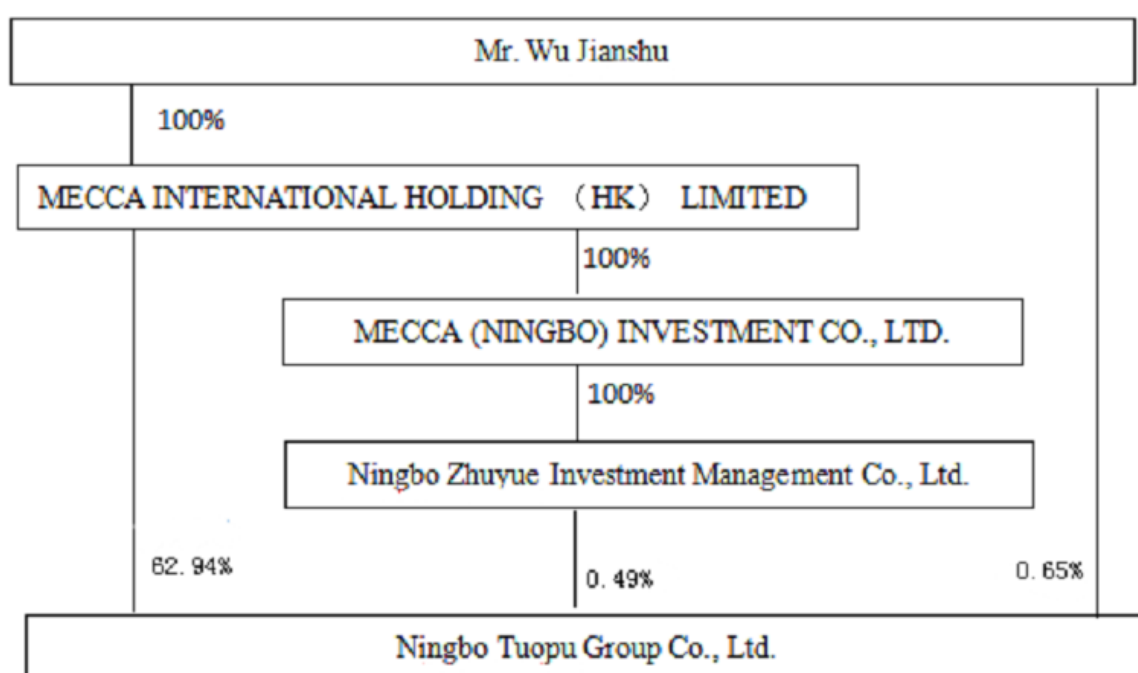 Mr. Wu Jianshu
100%
MECCA INTERNATIONAL HOLDING （HK） LIMITED
100%
MECCA (NINGBO) INVESTMENT CO., LTD.
100%
Ningbo Zhuyue Investment Management Co., Ltd.
62.94%
0.49%
0.65%
Ningbo Tuopu Group Co., Ltd.